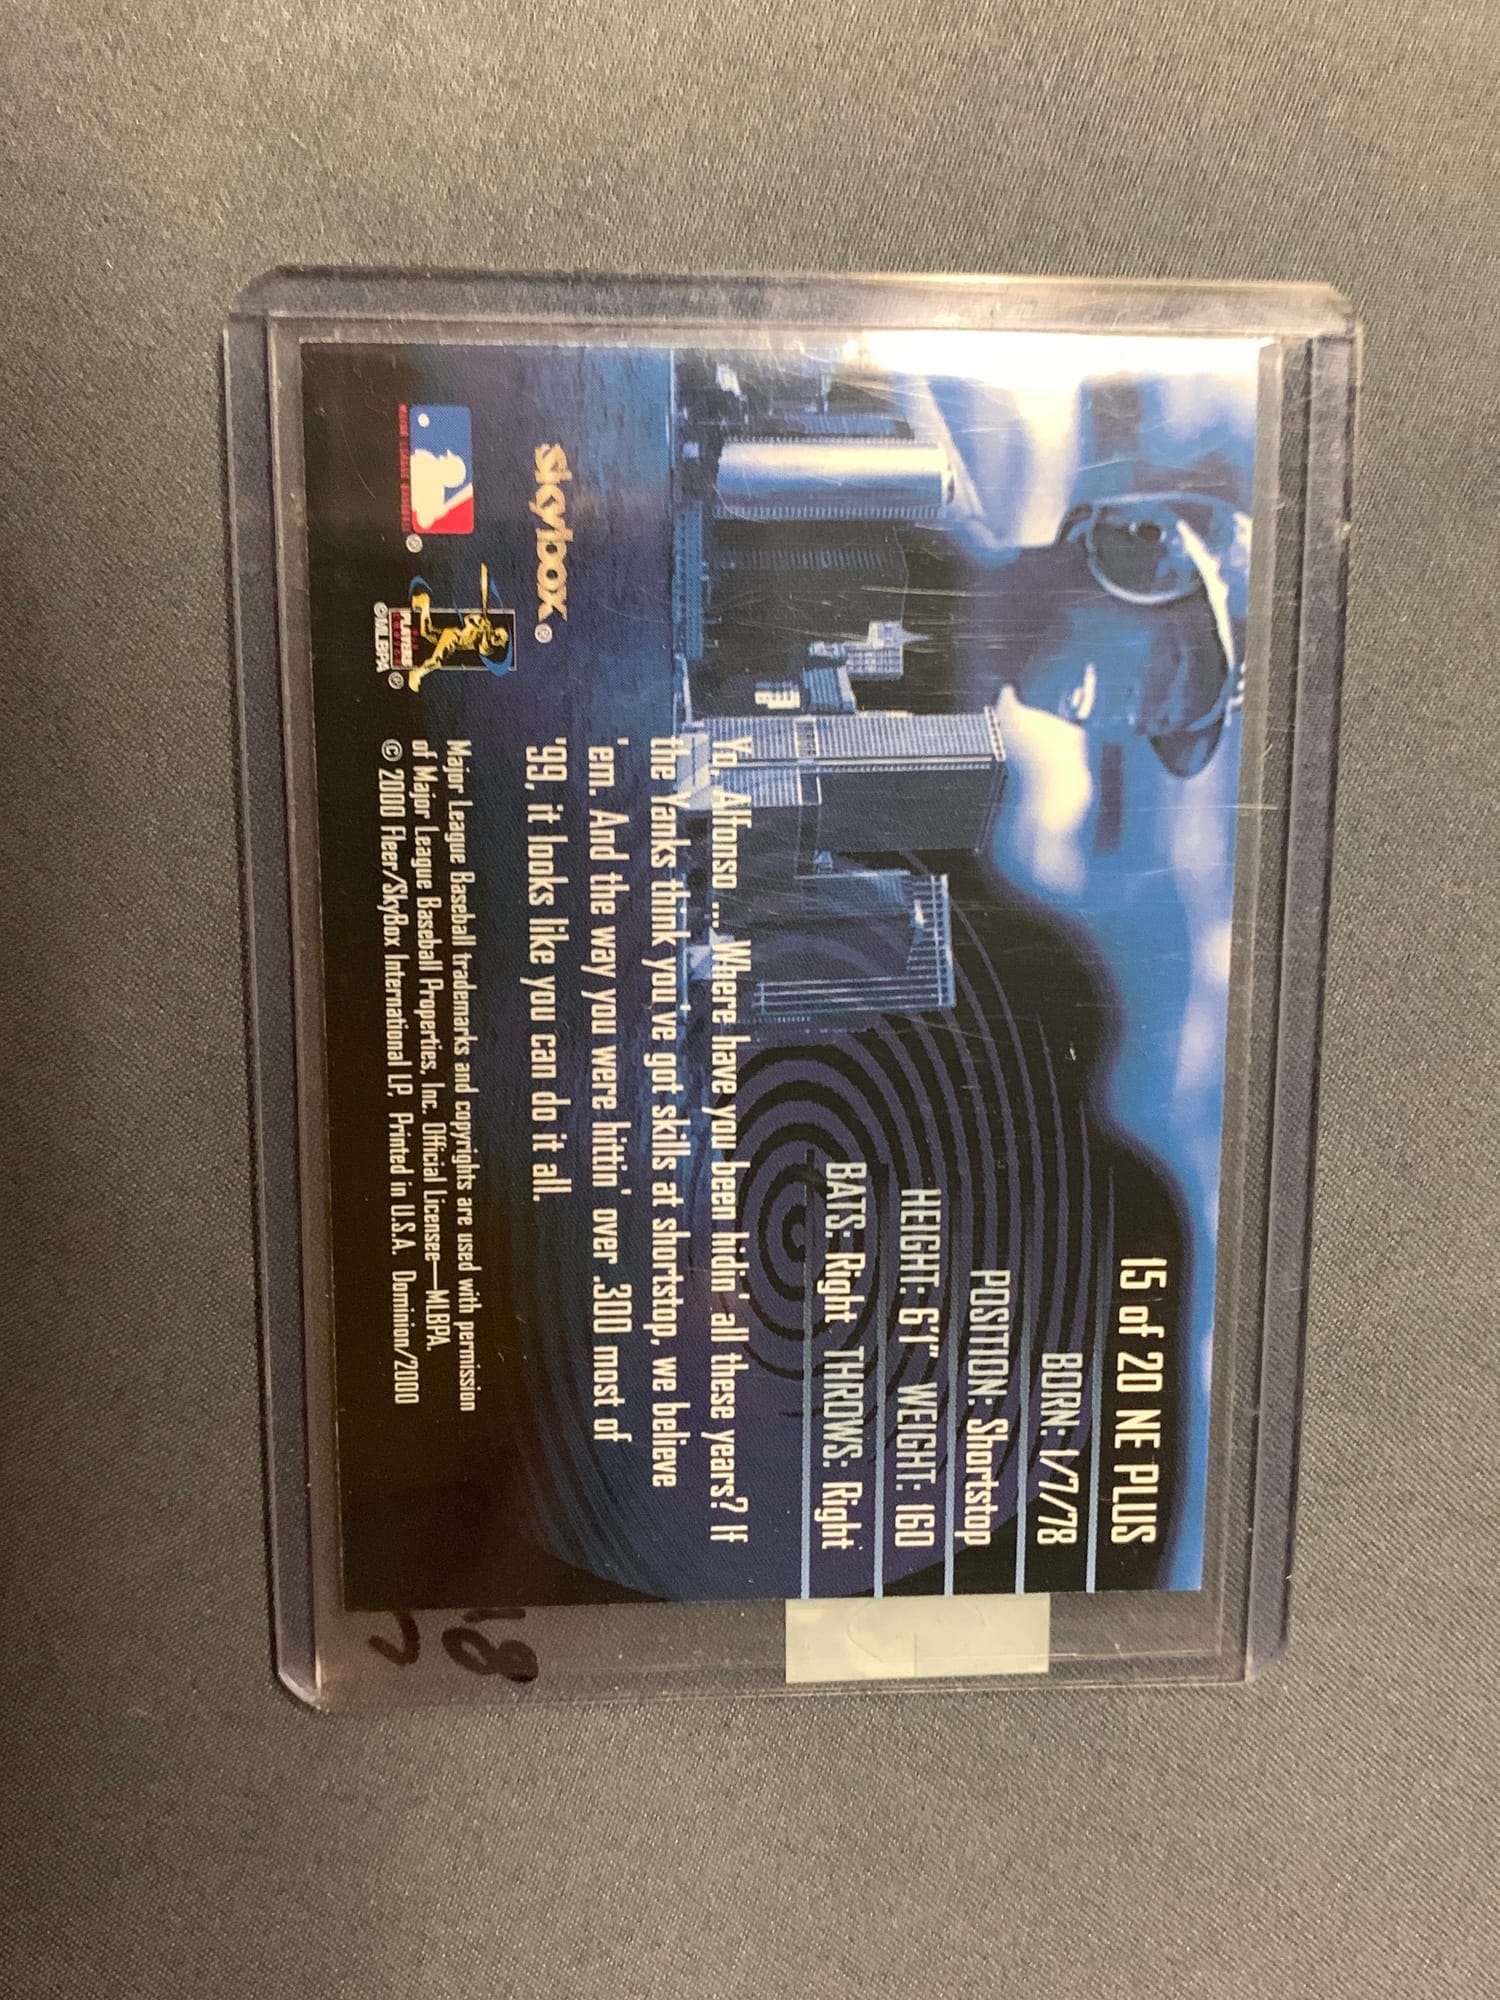 15 of 20 NE PLUS
BORN: 1/7/78
POSITION: Shortstop
HEIGHT: 6'1" WEIGHT: 160
BATS: Right THROWS: Right
Yo, Alfonso ... Where have you been hidin' all these years? If
the Yanks think you've got skills at shortstop, we believe
'em. And the way you were hittin' over .300 most of
'99, it looks like you can do it all.
skybox®
MAJOR LEAGUE BASEBALL®
PLAYERS
©MLBPA®
Major League Baseball trademarks and copyrights are used with permission
of Major League Baseball Properties, Inc. Official Licensee—MLBPA.
© 2000 Fleer/SkyBox International LP, Printed in U.S.A. Dominion/2000